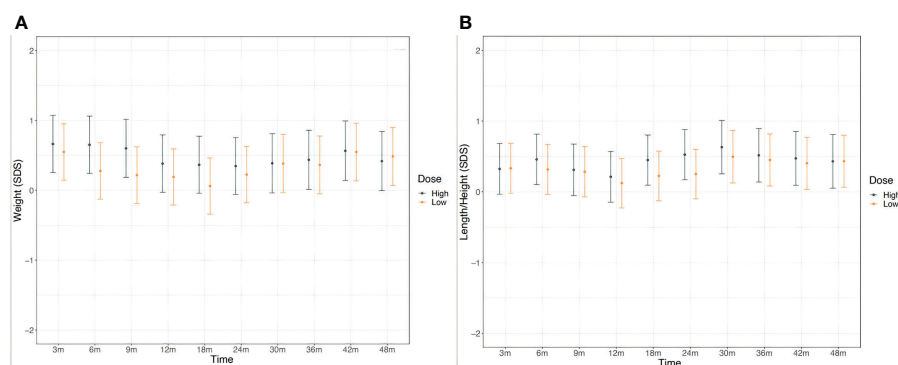 A
Weight (SDS)
2
1
0
−1
−2
3m 6m 9m 12m 18m 24m 30m 36m 42m 48m
Time
Dose
High
Low
B
Length/Height (SDS)
2
1
0
−1
−2
3m 6m 9m 12m 18m 24m 30m 36m 42m 48m
Time
Dose
High
Low